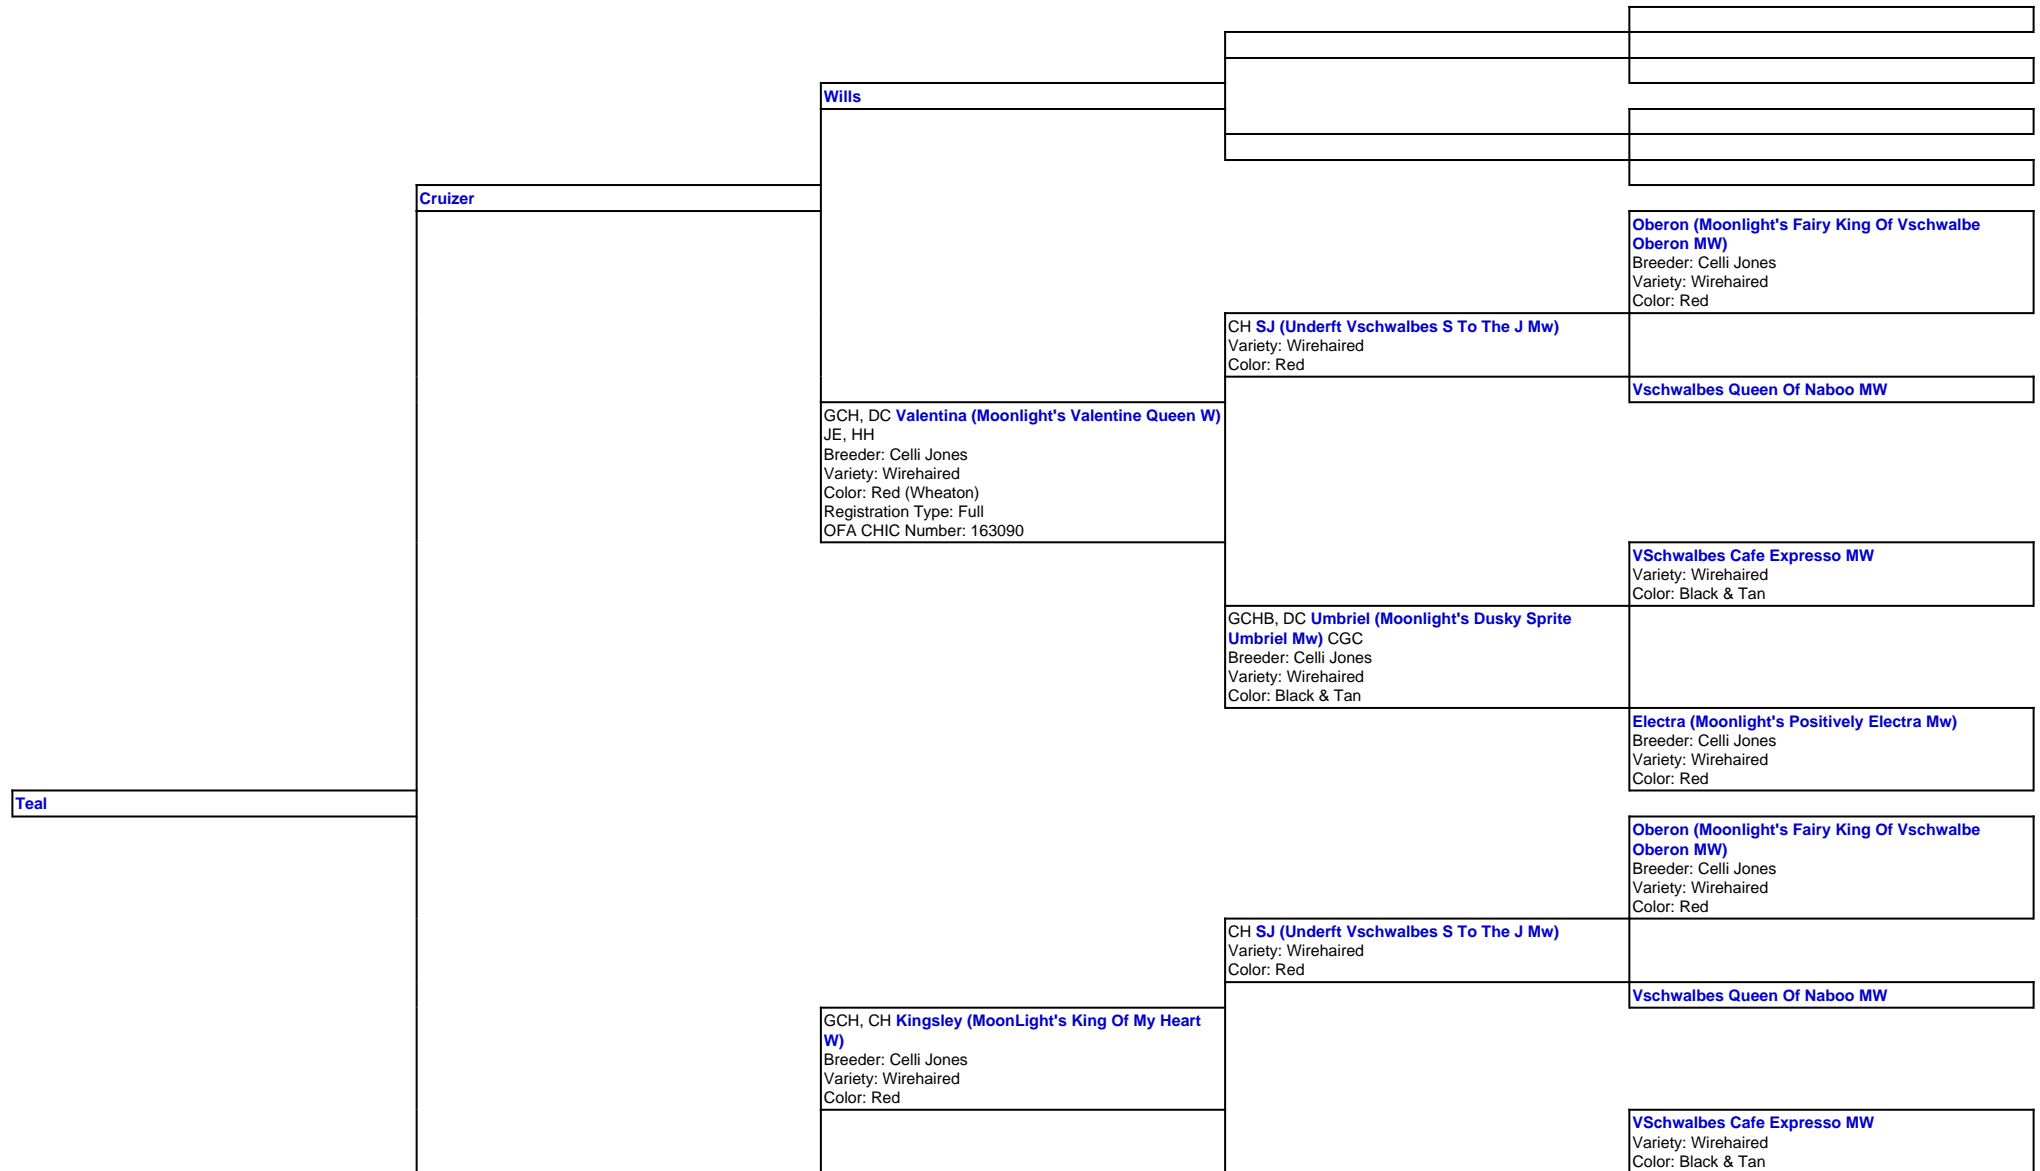 Wills
Cruizer
Oberon (Moonlight's Fairy King Of Vschwalbe
Oberon MW)
Breeder: Celli Jones
Variety: Wirehaired
Color: Red
CH SJ (Underft Vschwalbes S To The J Mw)
Variety: Wirehaired
Color: Red
Vschwalbes Queen Of Naboo MW
GCH, DC Valentina (Moonlight's Valentine Queen W)
JE, HH
Breeder: Celli Jones
Variety: Wirehaired
Color: Red (Wheaton)
Registration Type: Full
OFA CHIC Number: 163090
VSchwalbes Cafe Expresso MW
Variety: Wirehaired
Color: Black & Tan
GCHB, DC Umbriel (Moonlight's Dusky Sprite
Umbriel Mw) CGC
Breeder: Celli Jones
Variety: Wirehaired
Color: Black & Tan
Electra (Moonlight's Positively Electra Mw)
Breeder: Celli Jones
Variety: Wirehaired
Color: Red
Teal
Oberon (Moonlight's Fairy King Of Vschwalbe
Oberon MW)
Breeder: Celli Jones
Variety: Wirehaired
Color: Red
CH SJ (Underft Vschwalbes S To The J Mw)
Variety: Wirehaired
Color: Red
Vschwalbes Queen Of Naboo MW
GCH, CH Kingsley (MoonLight's King Of My Heart
W)
Breeder: Celli Jones
Variety: Wirehaired
Color: Red
VSchwalbes Cafe Expresso MW
Variety: Wirehaired
Color: Black & Tan